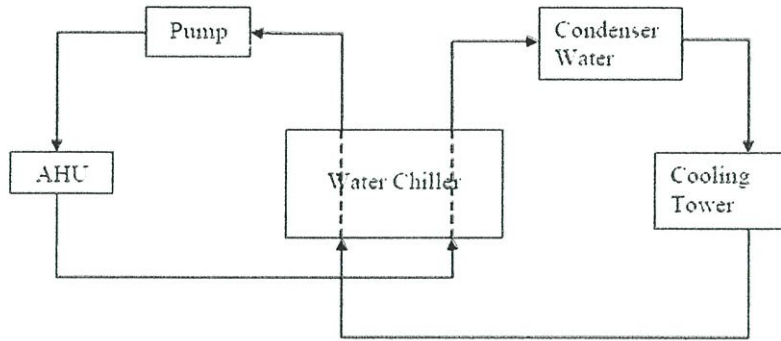 Pump
Condenser
Water
AHU
Water Chiller
Cooling
Tower